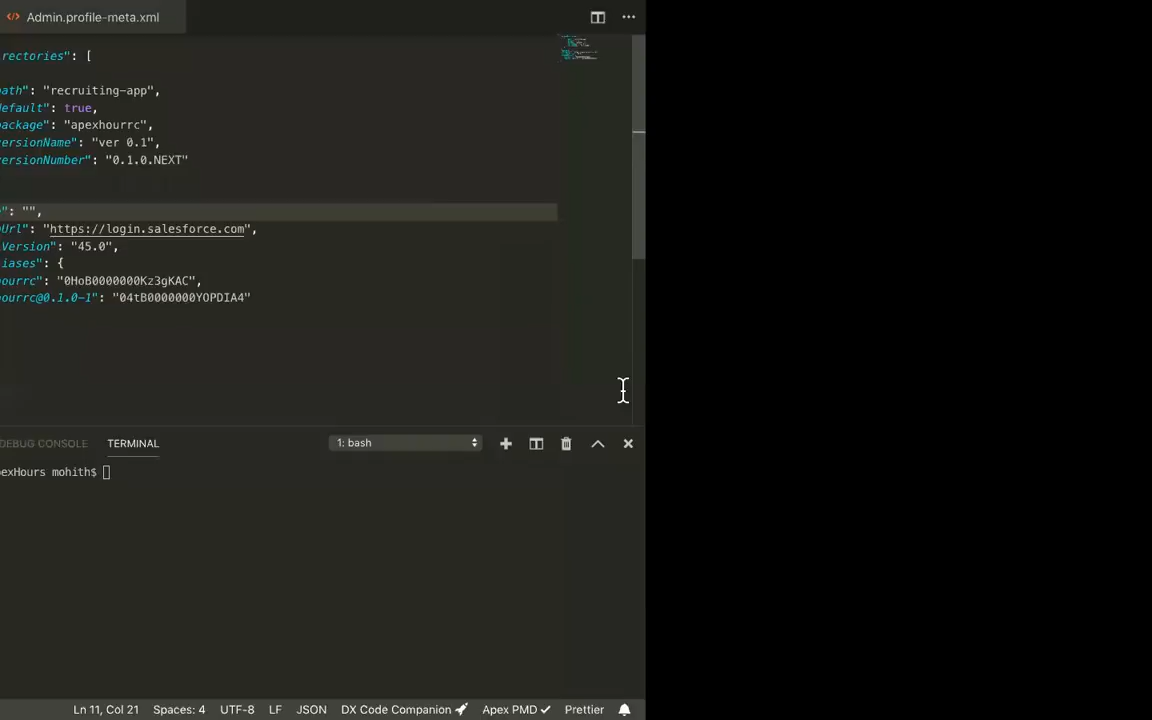 Admin.profile-meta.xml
rectories": [
ath": "recruiting-app",
efault": true,
ackage": "apexhourrc",
ersionName": "ver 0.1",
ersionNumber": "0.1.0.NEXT"
": "",
Url": "https://login.salesforce.com",
Version": "45.0",
iases": {
ourrc": "0HoB0000000Kz3gKAC",
ourrc@0.1.0-1": "04tB0000000YOPDIA4"
DEBUG CONSOLE TERMINAL 1: bash
exHours mohith$
Ln 11, Col 21 Spaces: 4 UTF-8 LF JSON DX Code Companion Apex PMD Prettier